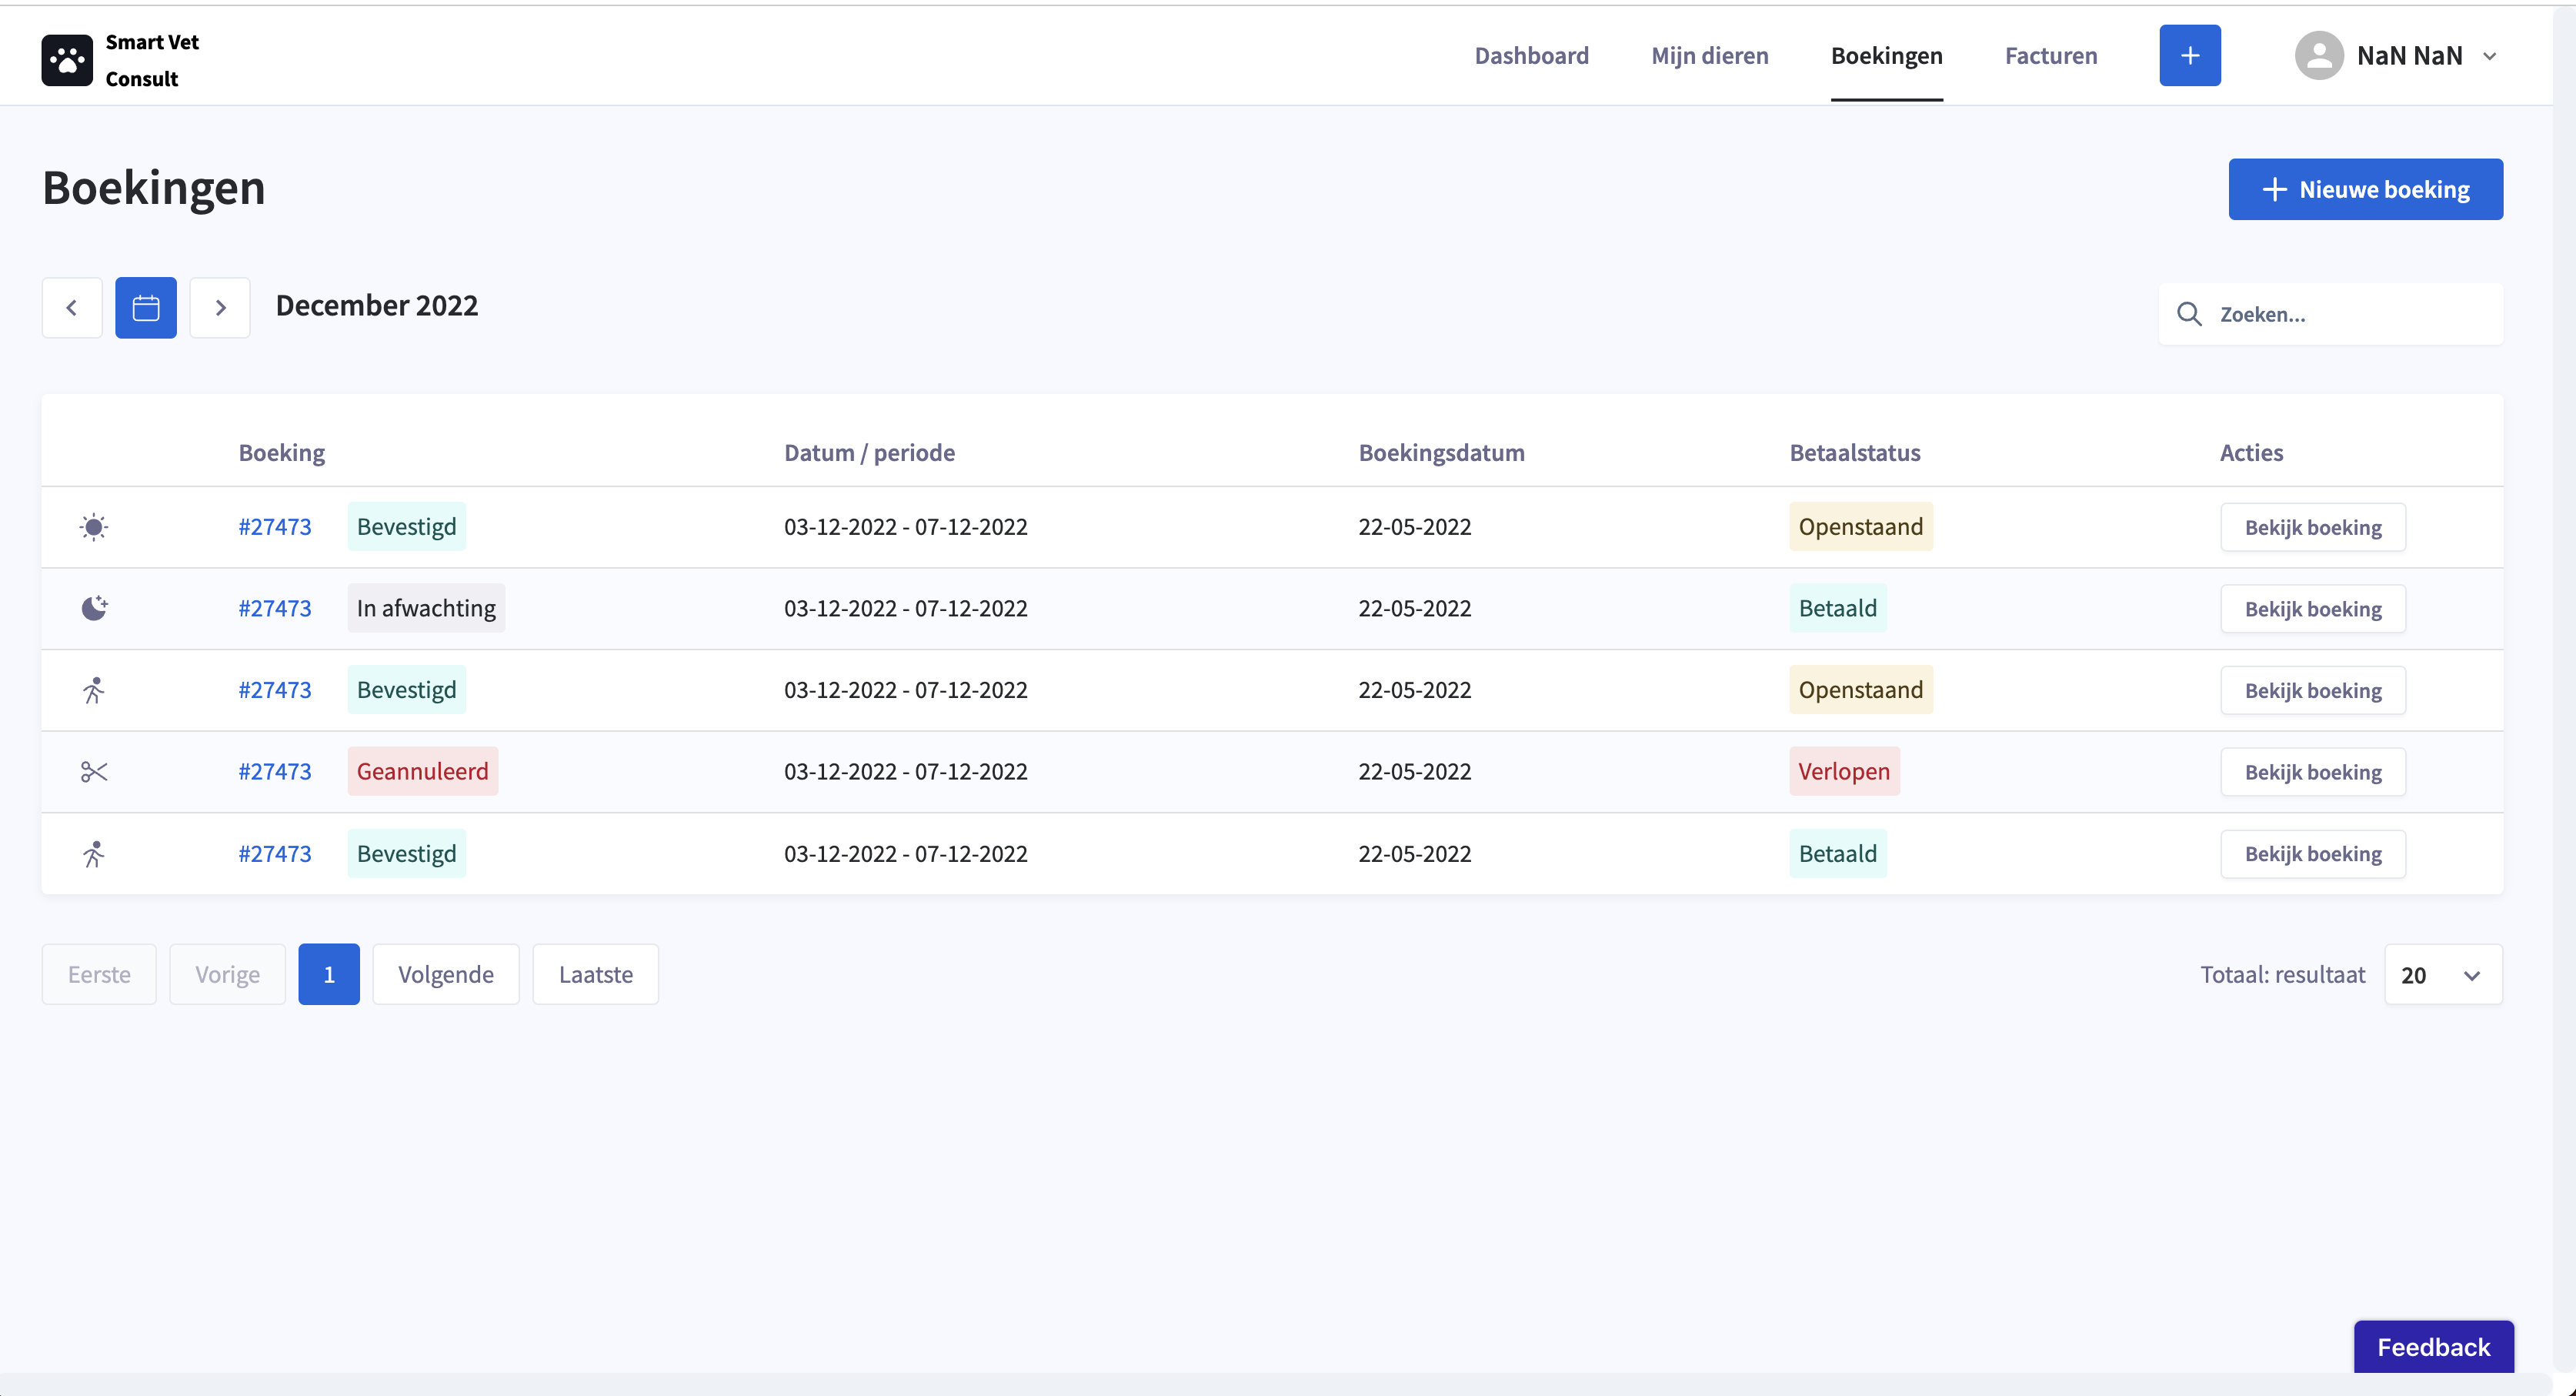 Smart Vet
Consult
Dashboard Mijn dieren Boekingen Facturen + NaN NaN
Boekingen
+ Nieuwe boeking
December 2022
Zoeken...
Boeking Datum / periode Boekingsdatum Betaalstatus Acties
#27473 Bevestigd 03-12-2022 - 07-12-2022 22-05-2022 Openstaand Bekijk boeking
#27473 In afwachting 03-12-2022 - 07-12-2022 22-05-2022 Betaald Bekijk boeking
#27473 Bevestigd 03-12-2022 - 07-12-2022 22-05-2022 Openstaand Bekijk boeking
#27473 Geannuleerd 03-12-2022 - 07-12-2022 22-05-2022 Verlopen Bekijk boeking
#27473 Bevestigd 03-12-2022 - 07-12-2022 22-05-2022 Betaald Bekijk boeking
Eerste Vorige 1 Volgende Laatste Totaal: resultaat 20
Feedback